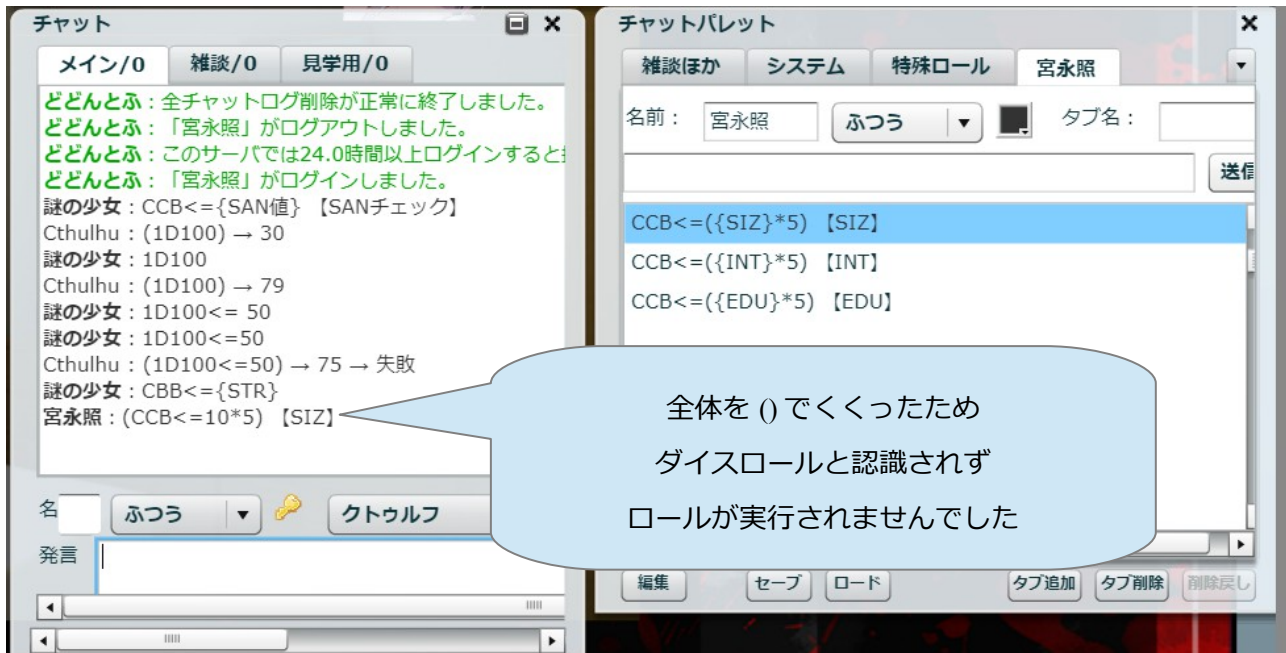 チャット
メイン/0 雑談/0 見学用/0
どどんとふ：全チャットログ削除が正常に終了しました。
どどんとふ：「宮永照」がログアウトしました。
どどんとふ：このサーバでは24.0時間以上ログインすると
どどんとふ：「宮永照」がログインしました。
謎の少女：CCB<={SAN値} 【SANチェック】
Cthulhu : (1D100) → 30
謎の少女：1D100
Cthulhu : (1D100) → 79
謎の少女：1D100<= 50
謎の少女：1D100<=50
Cthulhu : (1D100<=50) → 75 → 失敗
謎の少女：CBB<={STR}
宮永照：(CCB<=10*5) 【SIZ】
名 ふつう クトゥルフ
発言
チャットパレット
雑談ほか システム 特殊ロール 宮永照
名前： 宮永照 ふつう タブ名：
送信
CCB<=({SIZ}*5) 【SIZ】
CCB<=({INT}*5) 【INT】
CCB<=({EDU}*5) 【EDU】
全体を()でくくったため
ダイスロールと認識されず
ロールが実行されませんでした
編集 セーブ ロード タブ追加 タブ削除 削除戻し